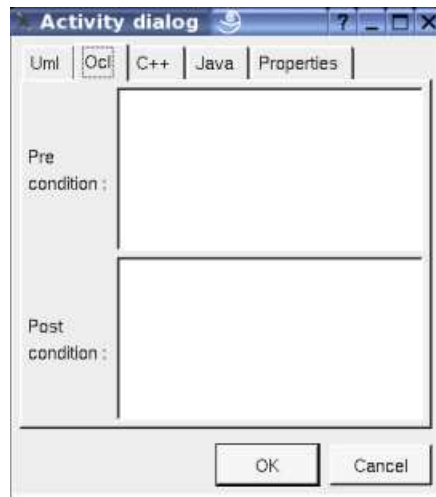 Activity dialog ? _ □ X
Uml Ocl C++ Java Properties
Pre
condition :
Post
condition :
OK Cancel